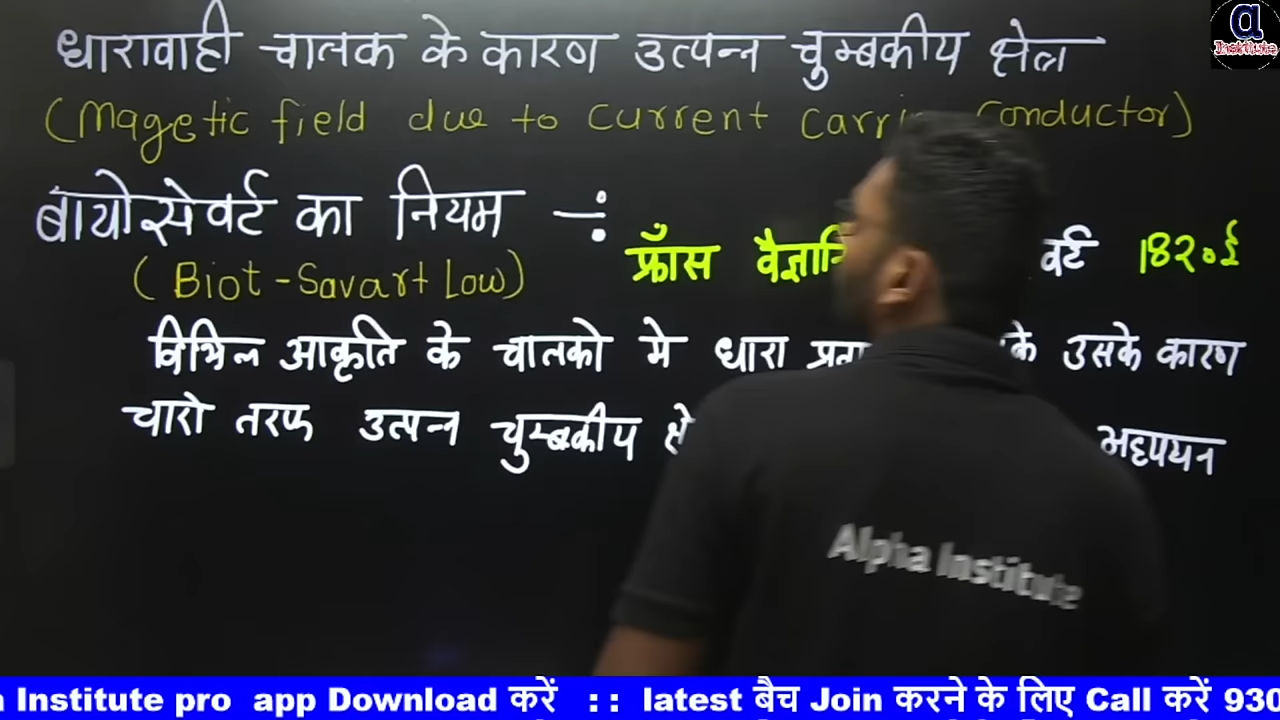 धारावाही चालक के कारण उत्पन्न चुम्बकीय क्षेत्र
(Magetic field due to current Carri Conductor)
बायोसेवर्ट का नियम -:
(Biot-Savart Low)
फ्राँस वैज्ञानि वर्ट 1820ई
विभिन्न आकृति के चालको मे धारा प्रवा के उसके कारण
चारो तरफ उत्पन्न चुम्बकीय क्षे अध्ययन
Alpha Institute
a
Institute
a Institute pro app Download करें :: latest बैच Join करने के लिए Call करें 930